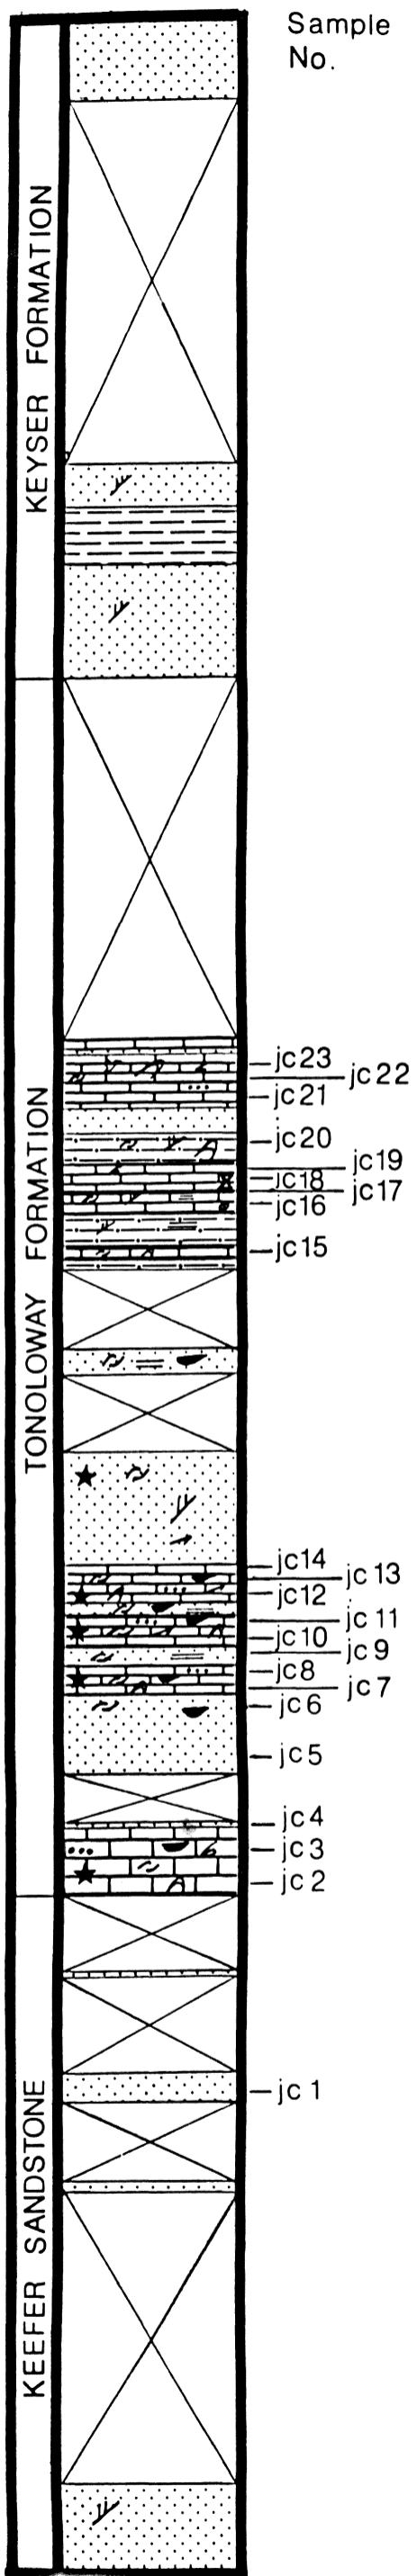 Sample
No.
KEYSER FORMATION
TONOLOWAY FORMATION
KEEFER SANDSTONE
jc23
jc22
jc21
jc20
jc19
jc18
jc17
jc16
jc15
jc14
jc13
jc12
jc11
jc10
jc9
jc8
jc7
jc6
jc5
jc4
jc3
jc2
jc1